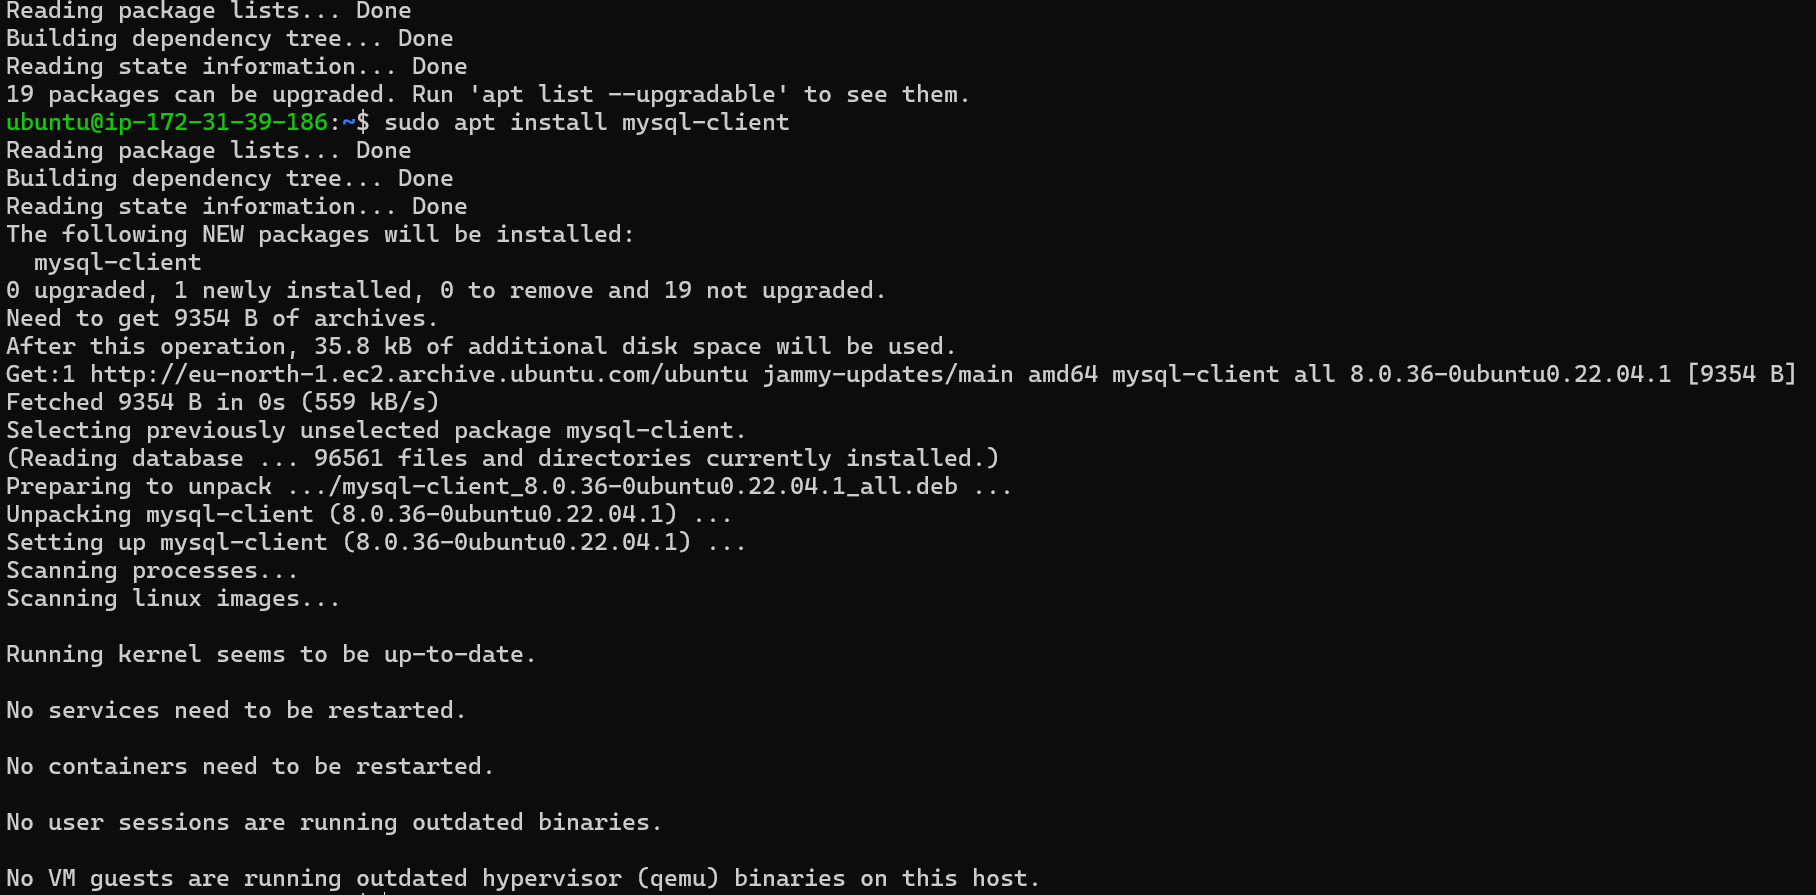 Reading package lists... Done
Building dependency tree... Done
Reading state information... Done
19 packages can be upgraded. Run 'apt list --upgradable' to see them.
ubuntu@ip-172-31-39-186:~$ sudo apt install mysql-client
Reading package lists... Done
Building dependency tree... Done
Reading state information... Done
The following NEW packages will be installed:
  mysql-client
0 upgraded, 1 newly installed, 0 to remove and 19 not upgraded.
Need to get 9354 B of archives.
After this operation, 35.8 kB of additional disk space will be used.
Get:1 http://eu-north-1.ec2.archive.ubuntu.com/ubuntu jammy-updates/main amd64 mysql-client all 8.0.36-0ubuntu0.22.04.1 [9354 B]
Fetched 9354 B in 0s (559 kB/s)
Selecting previously unselected package mysql-client.
(Reading database ... 96561 files and directories currently installed.)
Preparing to unpack .../mysql-client_8.0.36-0ubuntu0.22.04.1_all.deb ...
Unpacking mysql-client (8.0.36-0ubuntu0.22.04.1) ...
Setting up mysql-client (8.0.36-0ubuntu0.22.04.1) ...
Scanning processes...
Scanning linux images...
Running kernel seems to be up-to-date.
No services need to be restarted.
No containers need to be restarted.
No user sessions are running outdated binaries.
No VM guests are running outdated hypervisor (qemu) binaries on this host.